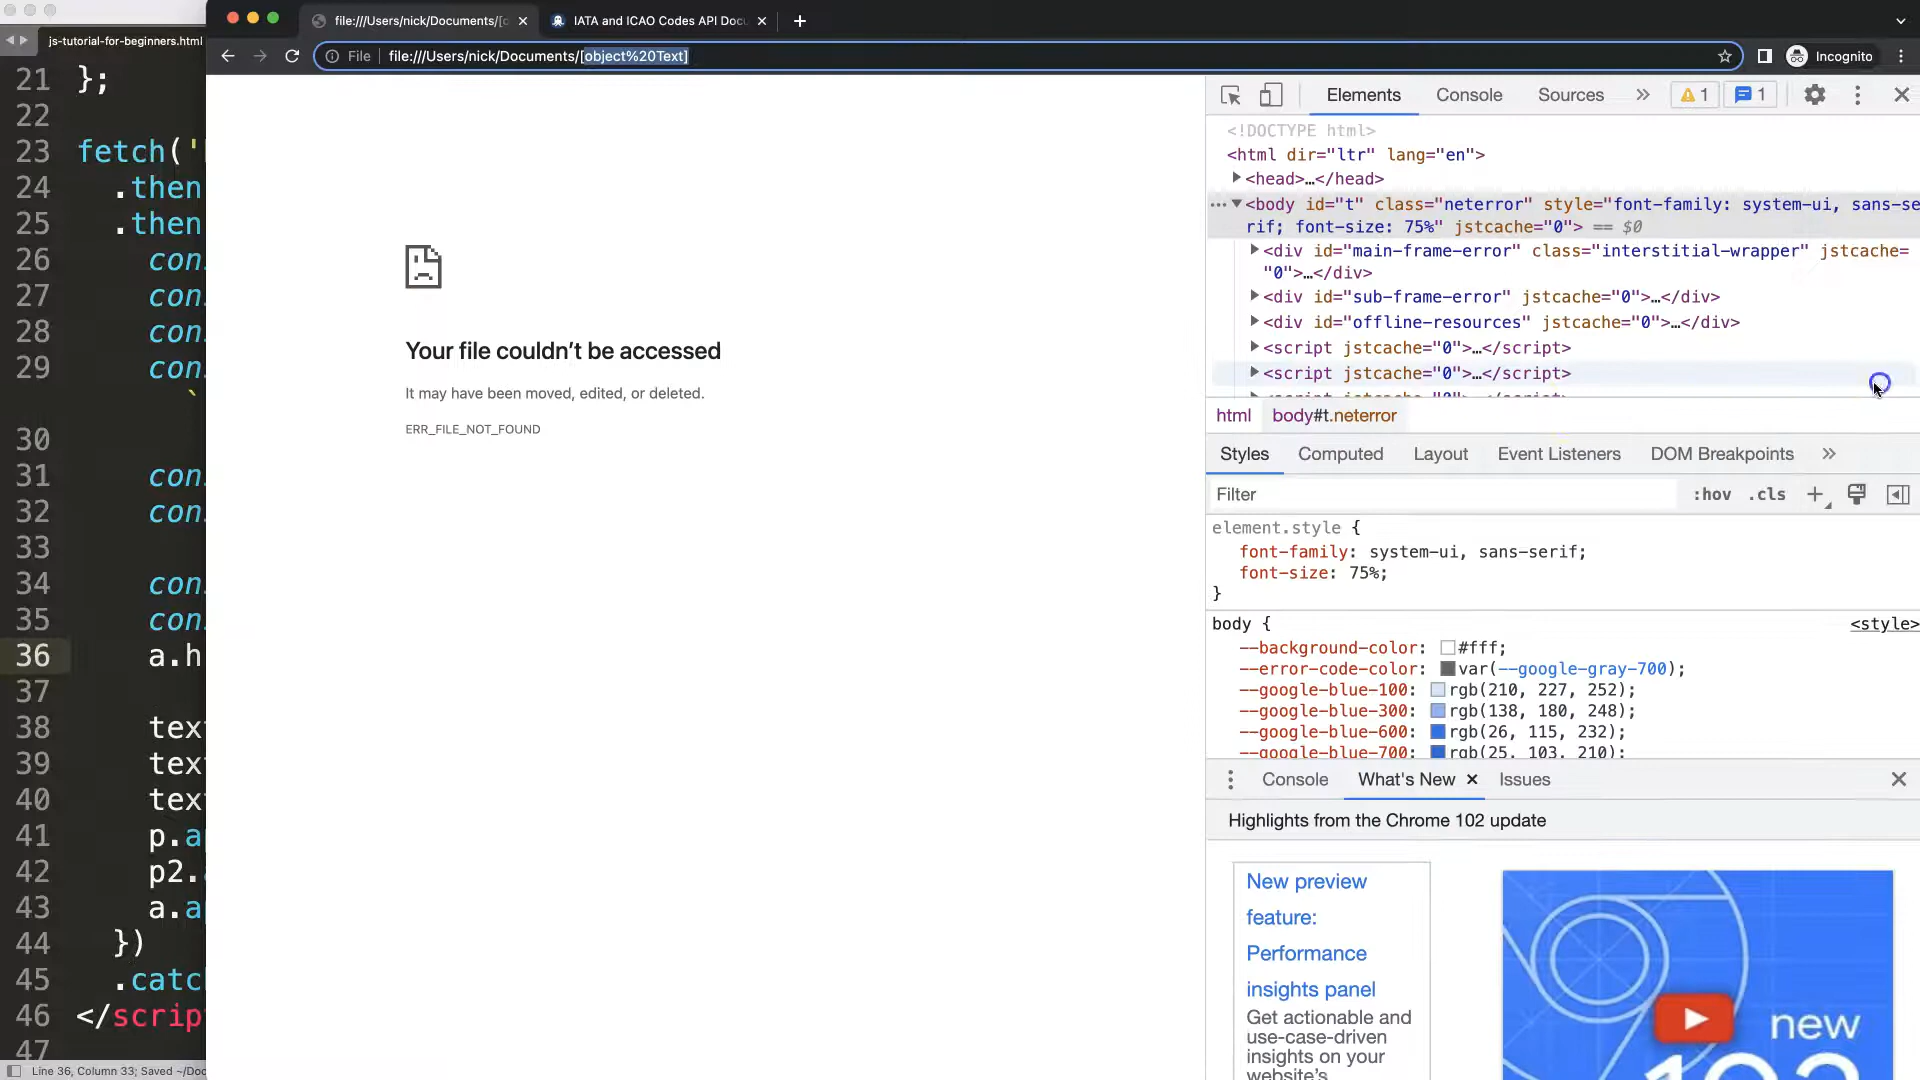 js-tutorial-for-beginners.html
21 };
22
23 fetch('
24 .then
25 .then
26 con
27 con
28 con
29 con
`
30
31 con
32 con
33
34 con
35 con
36 a.h
37
38 tex
39 tex
40 tex
41 p.a
42 p2.
43 a.a
44 })
45 .catc
46 </scrip
47
Line 36, Column 33; Saved ~/Doc
file:///Users/nick/Documents/[o
IATA and ICAO Codes API Doc
File file:///Users/nick/Documents/[object%20Text]
Incognito
Your file couldn't be accessed
It may have been moved, edited, or deleted.
ERR_FILE_NOT_FOUND
Elements Console Sources » 1 1
<!DOCTYPE html>
<html dir="ltr" lang="en">
<head>…</head>
<body id="t" class="neterror" style="font-family: system-ui, sans-se
rif; font-size: 75%" jstcache="0"> == $0
<div id="main-frame-error" class="interstitial-wrapper" jstcache=
"0">…</div>
<div id="sub-frame-error" jstcache="0">…</div>
<div id="offline-resources" jstcache="0">…</div>
<script jstcache="0">…</script>
<script jstcache="0">…</script>
html body#t.neterror
Styles Computed Layout Event Listeners DOM Breakpoints »
Filter :hov .cls +
element.style {
font-family: system-ui, sans-serif;
font-size: 75%;
}
body { <style>
--background-color: #fff;
--error-code-color: var(--google-gray-700);
--google-blue-100: rgb(210, 227, 252);
--google-blue-300: rgb(138, 180, 248);
--google-blue-600: rgb(26, 115, 232);
--google-blue-700: rgb(25, 103, 210);
Console What's New Issues
Highlights from the Chrome 102 update
New preview
feature:
Performance
insights panel
Get actionable and
use-case-driven
insights on your
website's
new
102